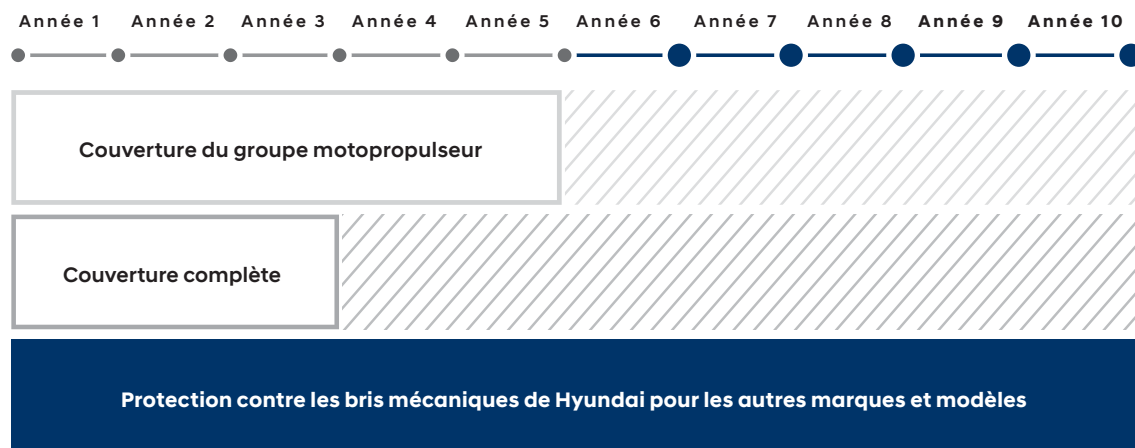 Année 1 Année 2 Année 3 Année 4 Année 5 Année 6 Année 7 Année 8 Année 9 Année 10
Couverture du groupe motopropulseur
Couverture complète
Protection contre les bris mécaniques de Hyundai pour les autres marques et modèles